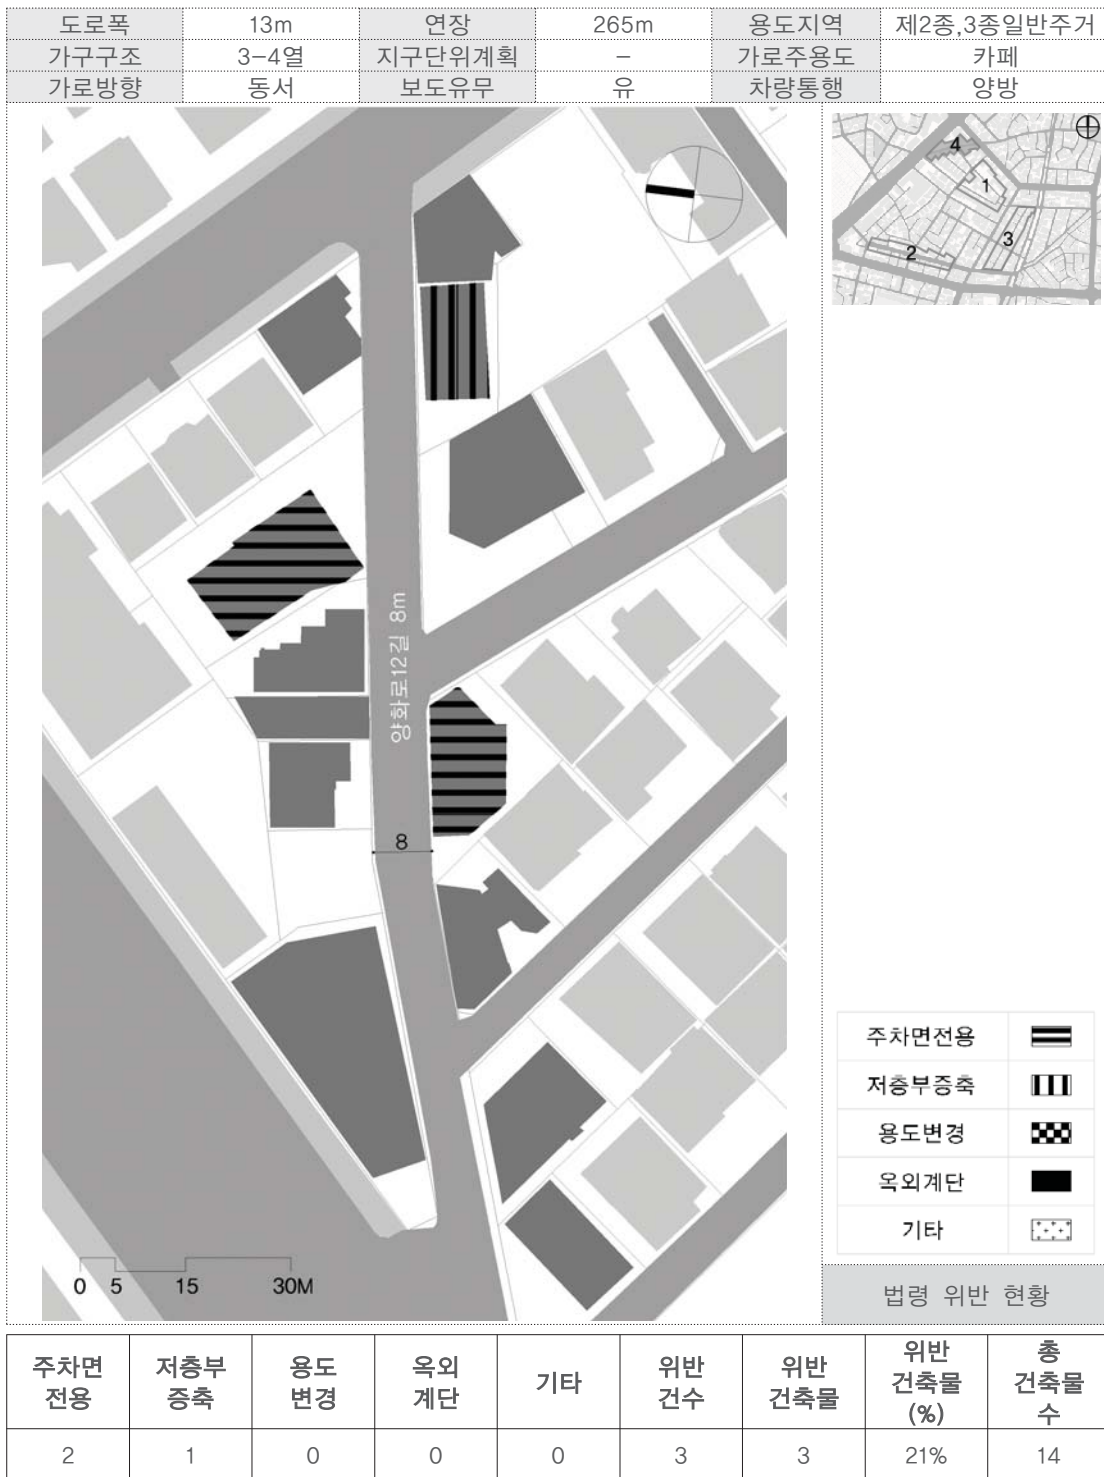 도로폭 13m 연장 265m 용도지역 제2종,3종일반주거
가구구조 3-4열 지구단위계획 - 가로주용도 카페
가로방향 동서 보도유무 유 차량통행 양방
4
1
3
2
양화로12길 8m
8
0 5 15 30M
주차면전용
저층부증축
용도변경
옥외계단
기타
법령 위반 현황
주차면 전용 저층부 증축 용도 변경 옥외 계단 기타 위반 건수 위반 건축물 위반 건축물 (%) 총 건축물 수
2 1 0 0 0 3 3 21% 14